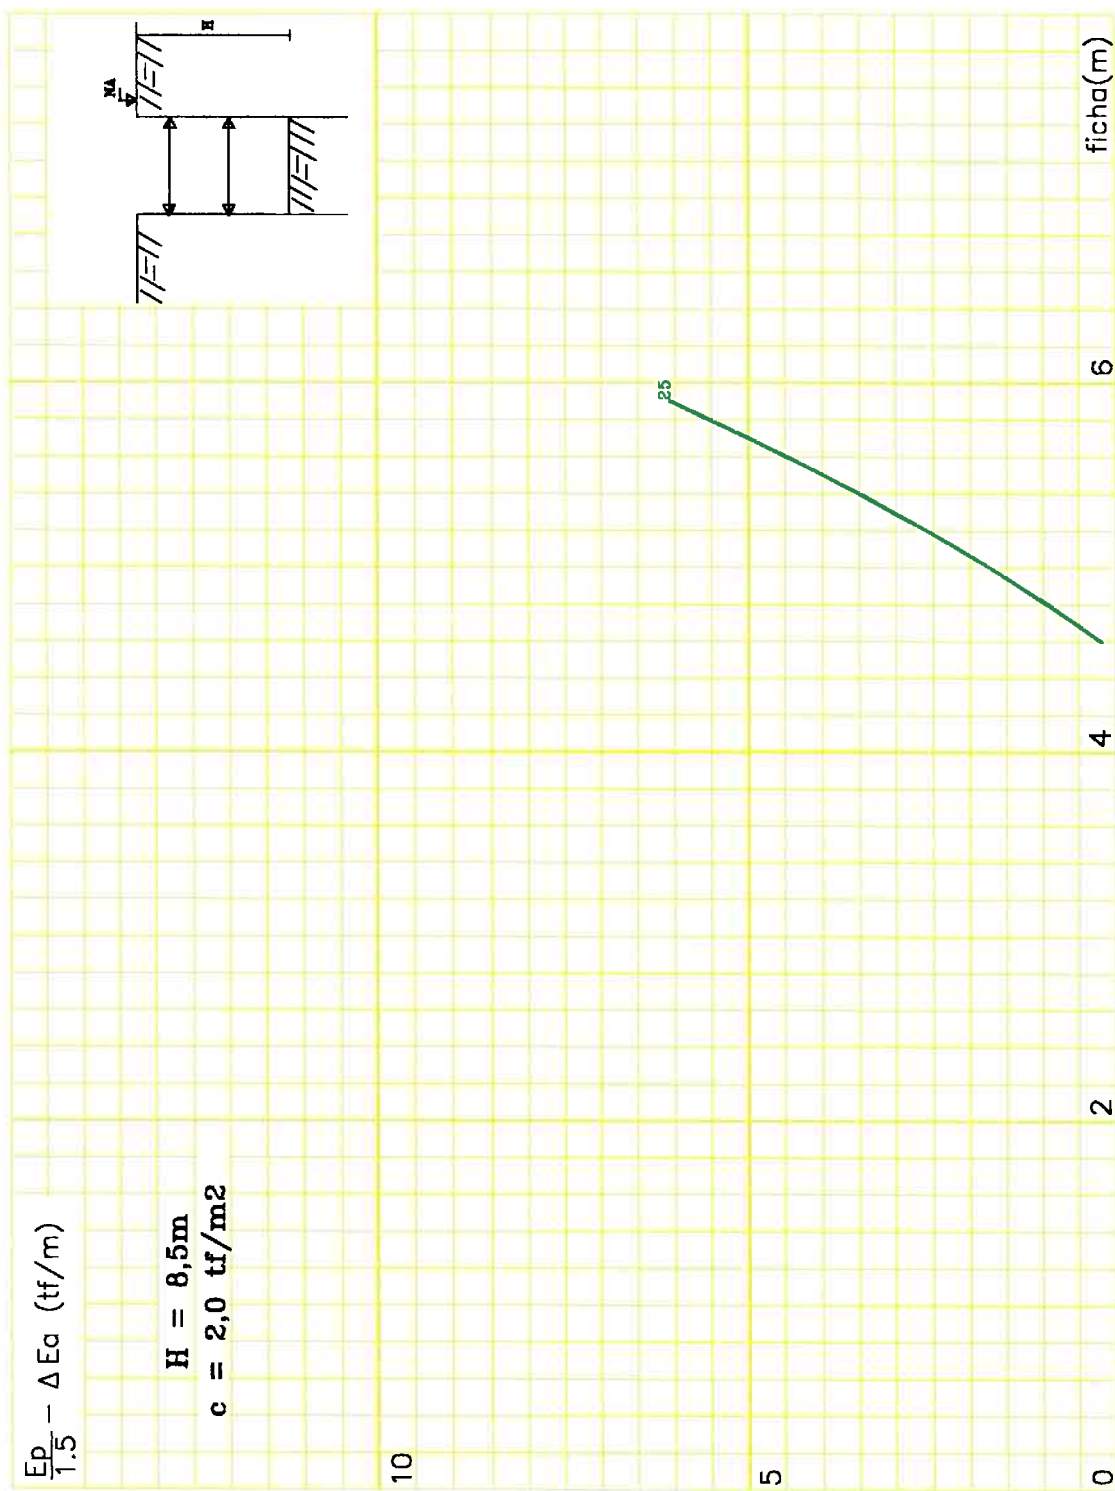 Ep/1.5 - ΔEa (tf/m)
H = 8,5m
c = 2,0 tf/m2
NA
H
10
5
0
2
4
6
ficha(m)
25